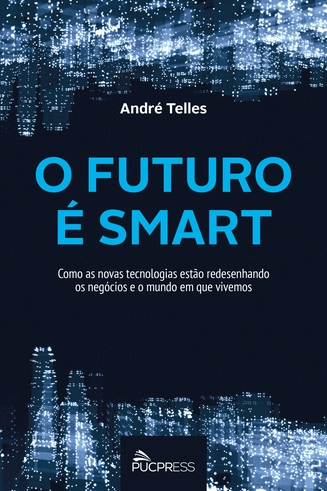 André Telles
O FUTURO
É SMART
Como as novas tecnologias estão redesenhando
os negócios e o mundo em que vivemos
PUCPRESS